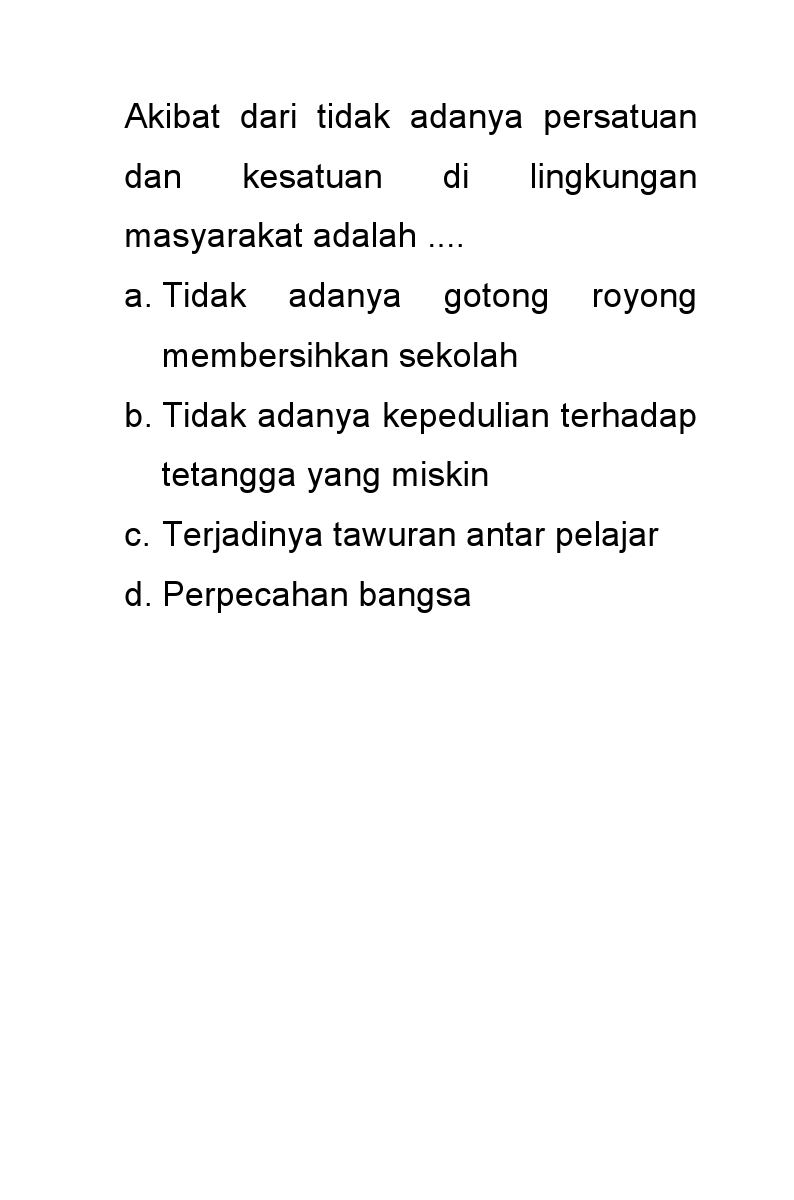 Akibat dari tidak adanya persatuan
dan kesatuan di lingkungan
masyarakat adalah ....
a. Tidak adanya gotong royong
membersihkan sekolah
b. Tidak adanya kepedulian terhadap
tetangga yang miskin
c. Terjadinya tawuran antar pelajar
d. Perpecahan bangsa